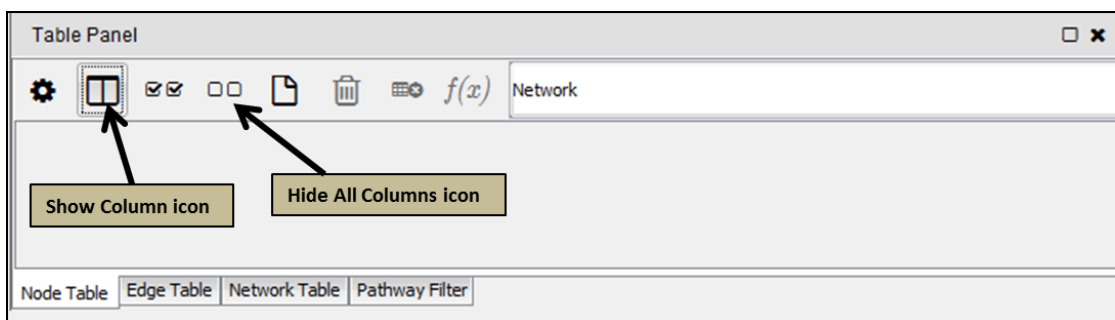 Table Panel
f(x) Network
Show Column icon
Hide All Columns icon
Node Table Edge Table Network Table Pathway Filter